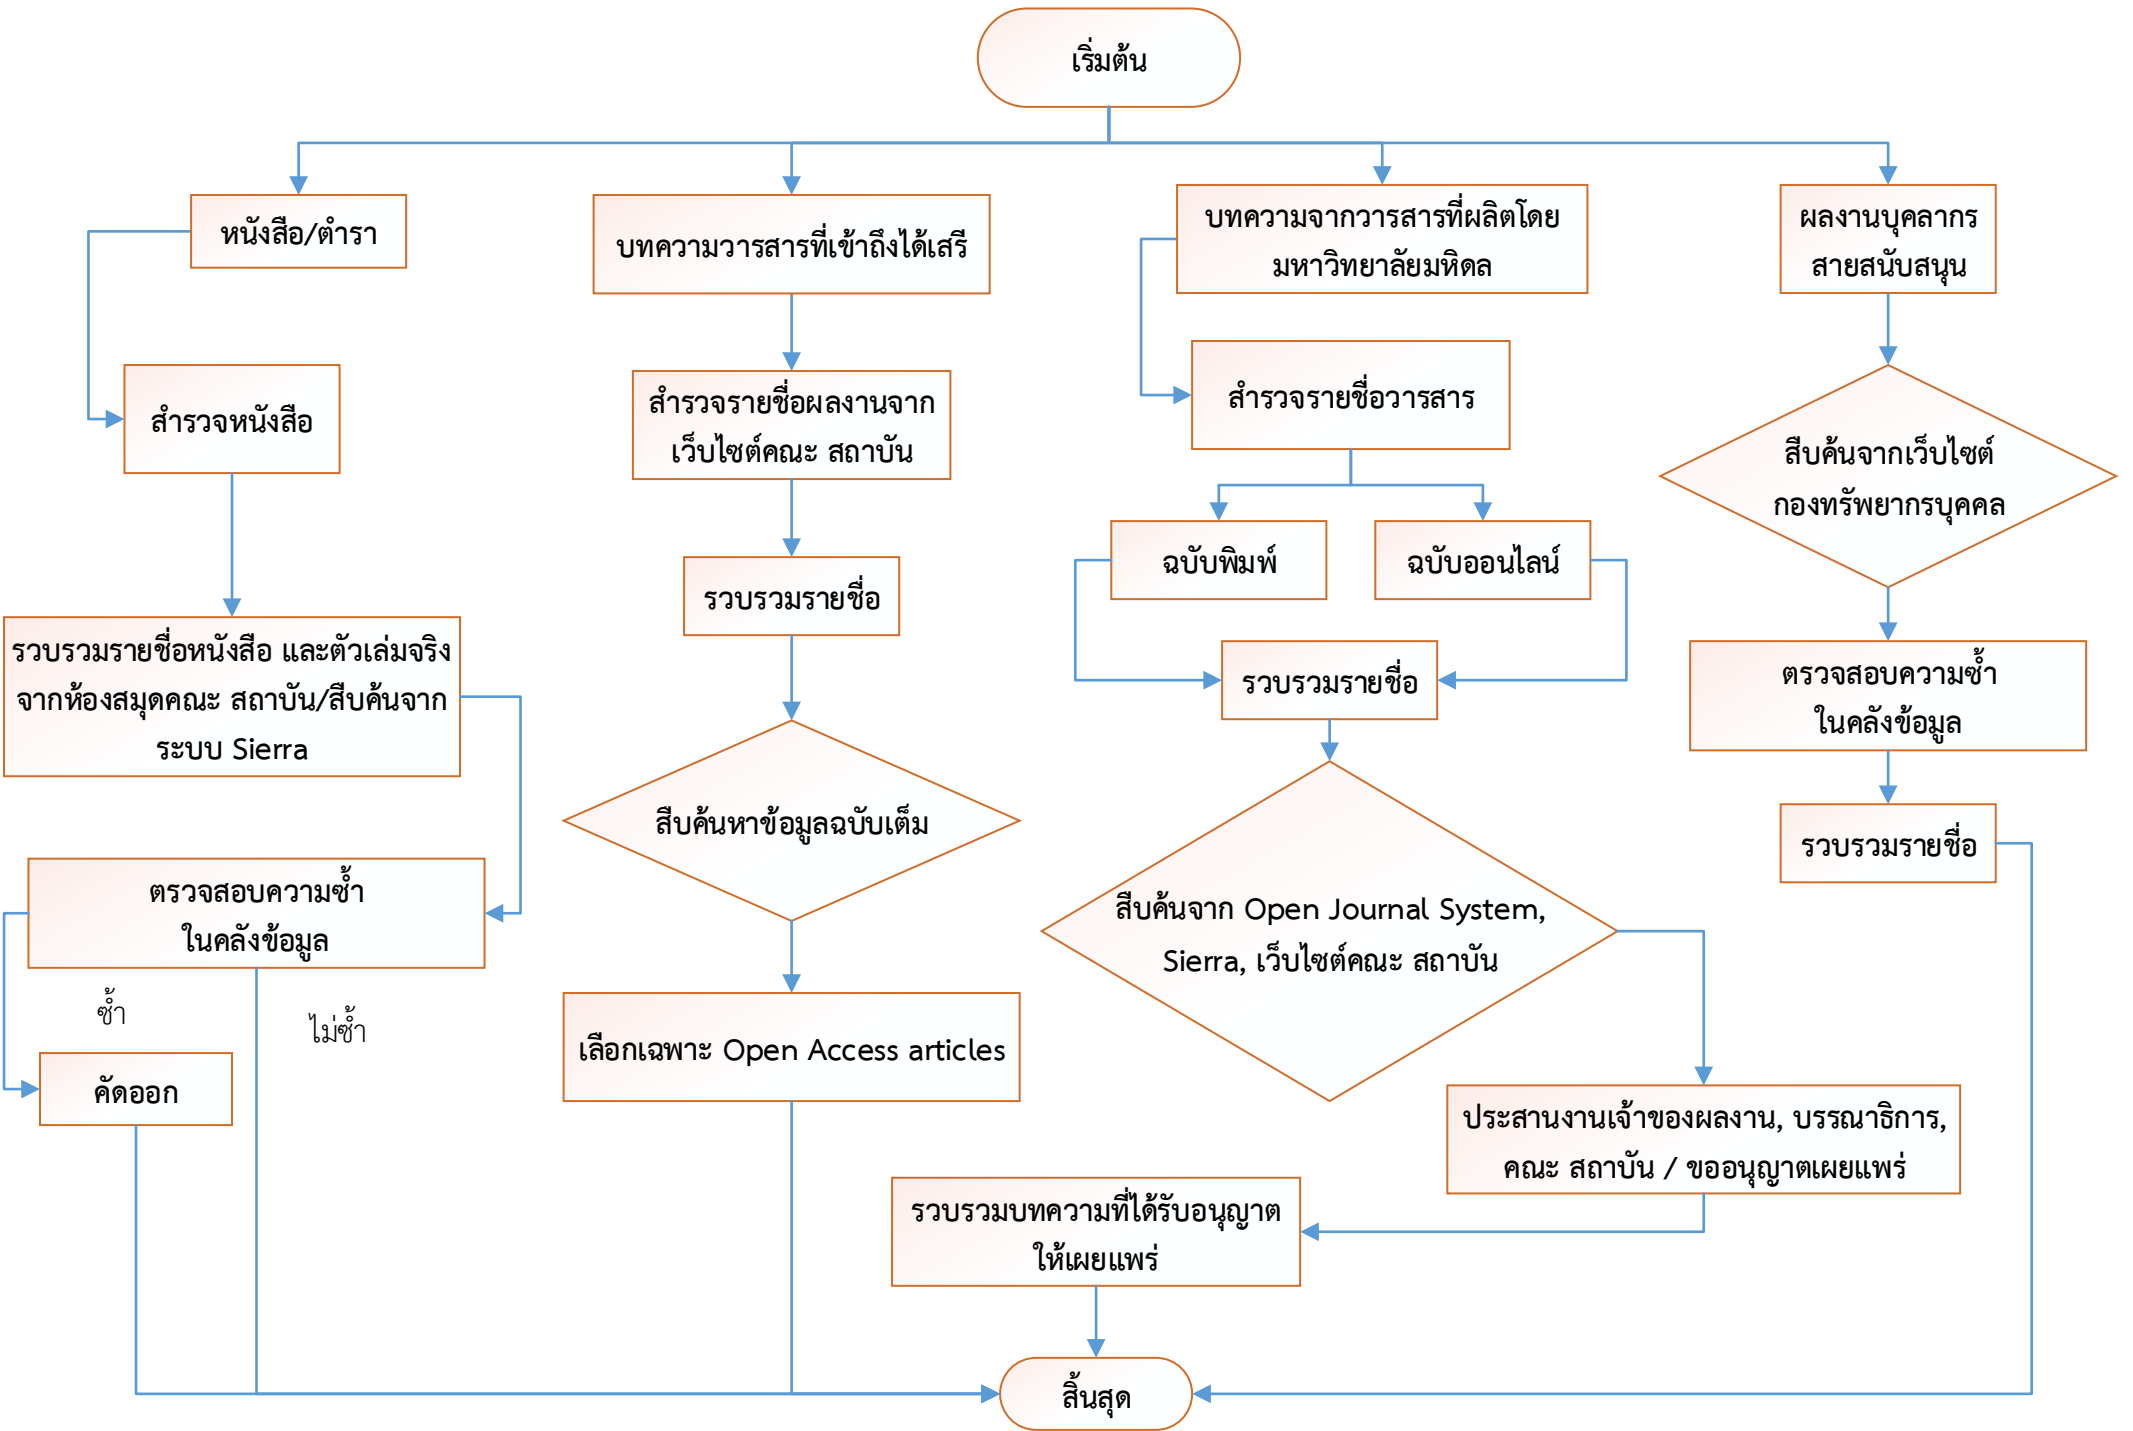 เริ่มต้น
หนังสือ/ตำรา
สำรวจหนังสือ
รวบรวมรายชื่อหนังสือ และตัวเล่มจริง
จากห้องสมุดคณะ สถาบัน/สืบค้นจาก
ระบบ Sierra
ตรวจสอบความซ้ำ
ในคลังข้อมูล
ซ้ำ
ไม่ซ้ำ
คัดออก
บทความวารสารที่เข้าถึงได้เสรี
สำรวจรายชื่อผลงานจาก
เว็บไซต์คณะ สถาบัน
รวบรวมรายชื่อ
สืบค้นหาข้อมูลฉบับเต็ม
เลือกเฉพาะ Open Access articles
บทความจากวารสารที่ผลิตโดย
มหาวิทยาลัยมหิดล
สำรวจรายชื่อวารสาร
ฉบับพิมพ์
ฉบับออนไลน์
รวบรวมรายชื่อ
สืบค้นจาก Open Journal System,
Sierra, เว็บไซต์คณะ สถาบัน
ประสานงานเจ้าของผลงาน, บรรณาธิการ,
คณะ สถาบัน / ขออนุญาตเผยแพร่
รวบรวมบทความที่ได้รับอนุญาต
ให้เผยแพร่
ผลงานบุคลากร
สายสนับสนุน
สืบค้นจากเว็บไซต์
กองทรัพยากรบุคคล
ตรวจสอบความซ้ำ
ในคลังข้อมูล
รวบรวมรายชื่อ
สิ้นสุด